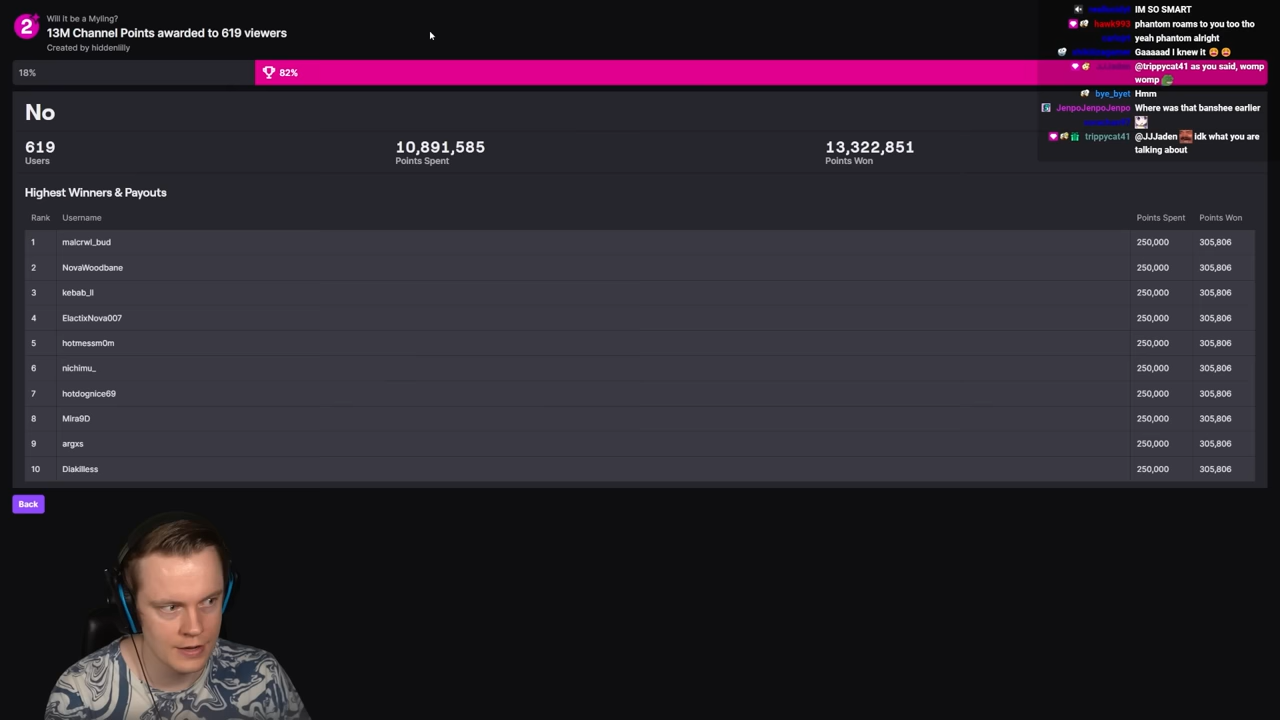 2
Will it be a Myling?
13M Channel Points awarded to 619 viewers
Created by hiddenlilly
18%
82%
No
619
Users
10,891,585
Points Spent
13,322,851
Points Won
Highest Winners & Payouts
Rank Username Points Spent Points Won
1 malcrwl_bud 250,000 305,806
2 NovaWoodbane 250,000 305,806
3 kebab_li 250,000 305,806
4 ElactixNova007 250,000 305,806
5 hotmessm0m 250,000 305,806
6 nichimu_ 250,000 305,806
7 hotdognice69 250,000 305,806
8 Mira9D 250,000 305,806
9 argxs 250,000 305,806
10 Diakilless 250,000 305,806
Back
IM SO SMART
hawk993 phantom roams to you too tho
yeah phantom alright
Gaaaaad I knew it
@trippycat41 as you said, womp
womp
bye_byet Hmm
JenpoJenpoJenpo Where was that banshee earlier
trippycat41 @JJJaden idk what you are
talking about